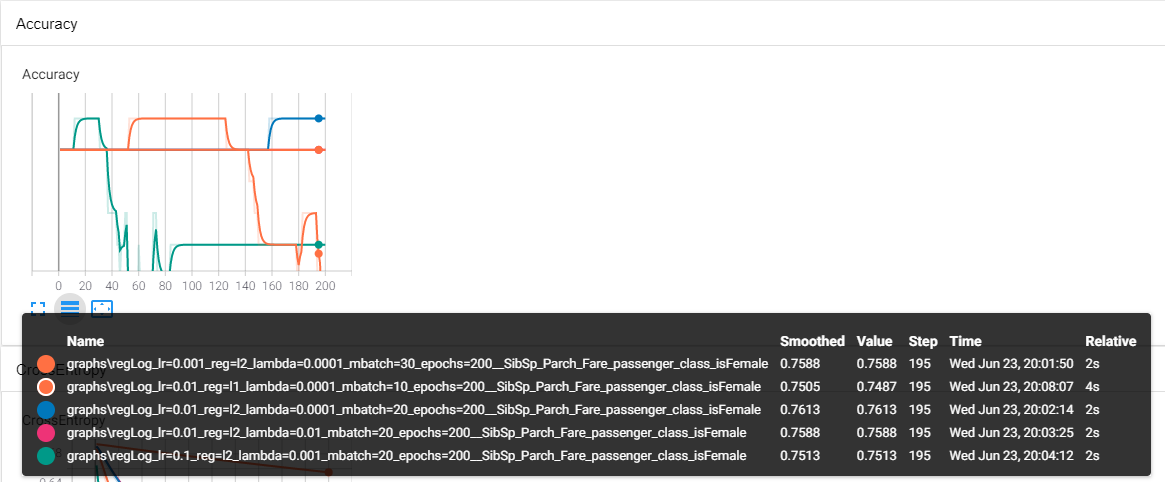 Accuracy
Accuracy
0 20 40 60 80 100 120 140 160 180 200
Name Smoothed Value Step Time Relative
graphs\regLog_lr=0.001_reg=l2_lambda=0.0001_mbatch=30_epochs=200__SibSp_Parch_Fare_passenger_class_isFemale 0.7588 0.7588 195 Wed Jun 23, 20:01:50 2s
graphs\regLog_lr=0.01_reg=l1_lambda=0.0001_mbatch=10_epochs=200__SibSp_Parch_Fare_passenger_class_isFemale 0.7505 0.7487 195 Wed Jun 23, 20:08:07 4s
graphs\regLog_lr=0.01_reg=l2_lambda=0.0001_mbatch=20_epochs=200__SibSp_Parch_Fare_passenger_class_isFemale 0.7613 0.7613 195 Wed Jun 23, 20:02:14 2s
graphs\regLog_lr=0.01_reg=l2_lambda=0.01_mbatch=20_epochs=200__SibSp_Parch_Fare_passenger_class_isFemale 0.7588 0.7588 195 Wed Jun 23, 20:03:25 2s
graphs\regLog_lr=0.1_reg=l2_lambda=0.001_mbatch=20_epochs=200__SibSp_Parch_Fare_passenger_class_isFemale 0.7513 0.7513 195 Wed Jun 23, 20:04:12 2s
CrossEntropy
CrossEntropy